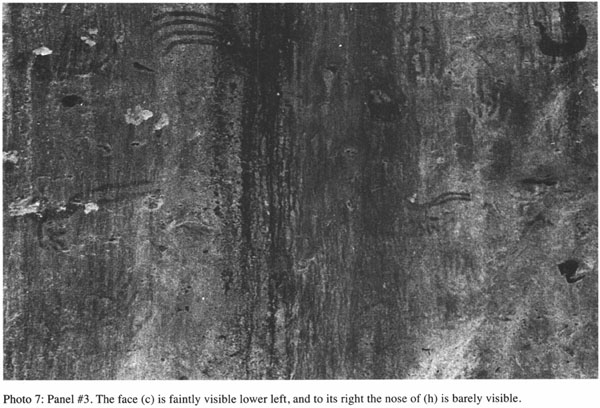 Photo 7: Panel #3. The face (c) is faintly visible lower left, and to its right the nose of (h) is barely visible.